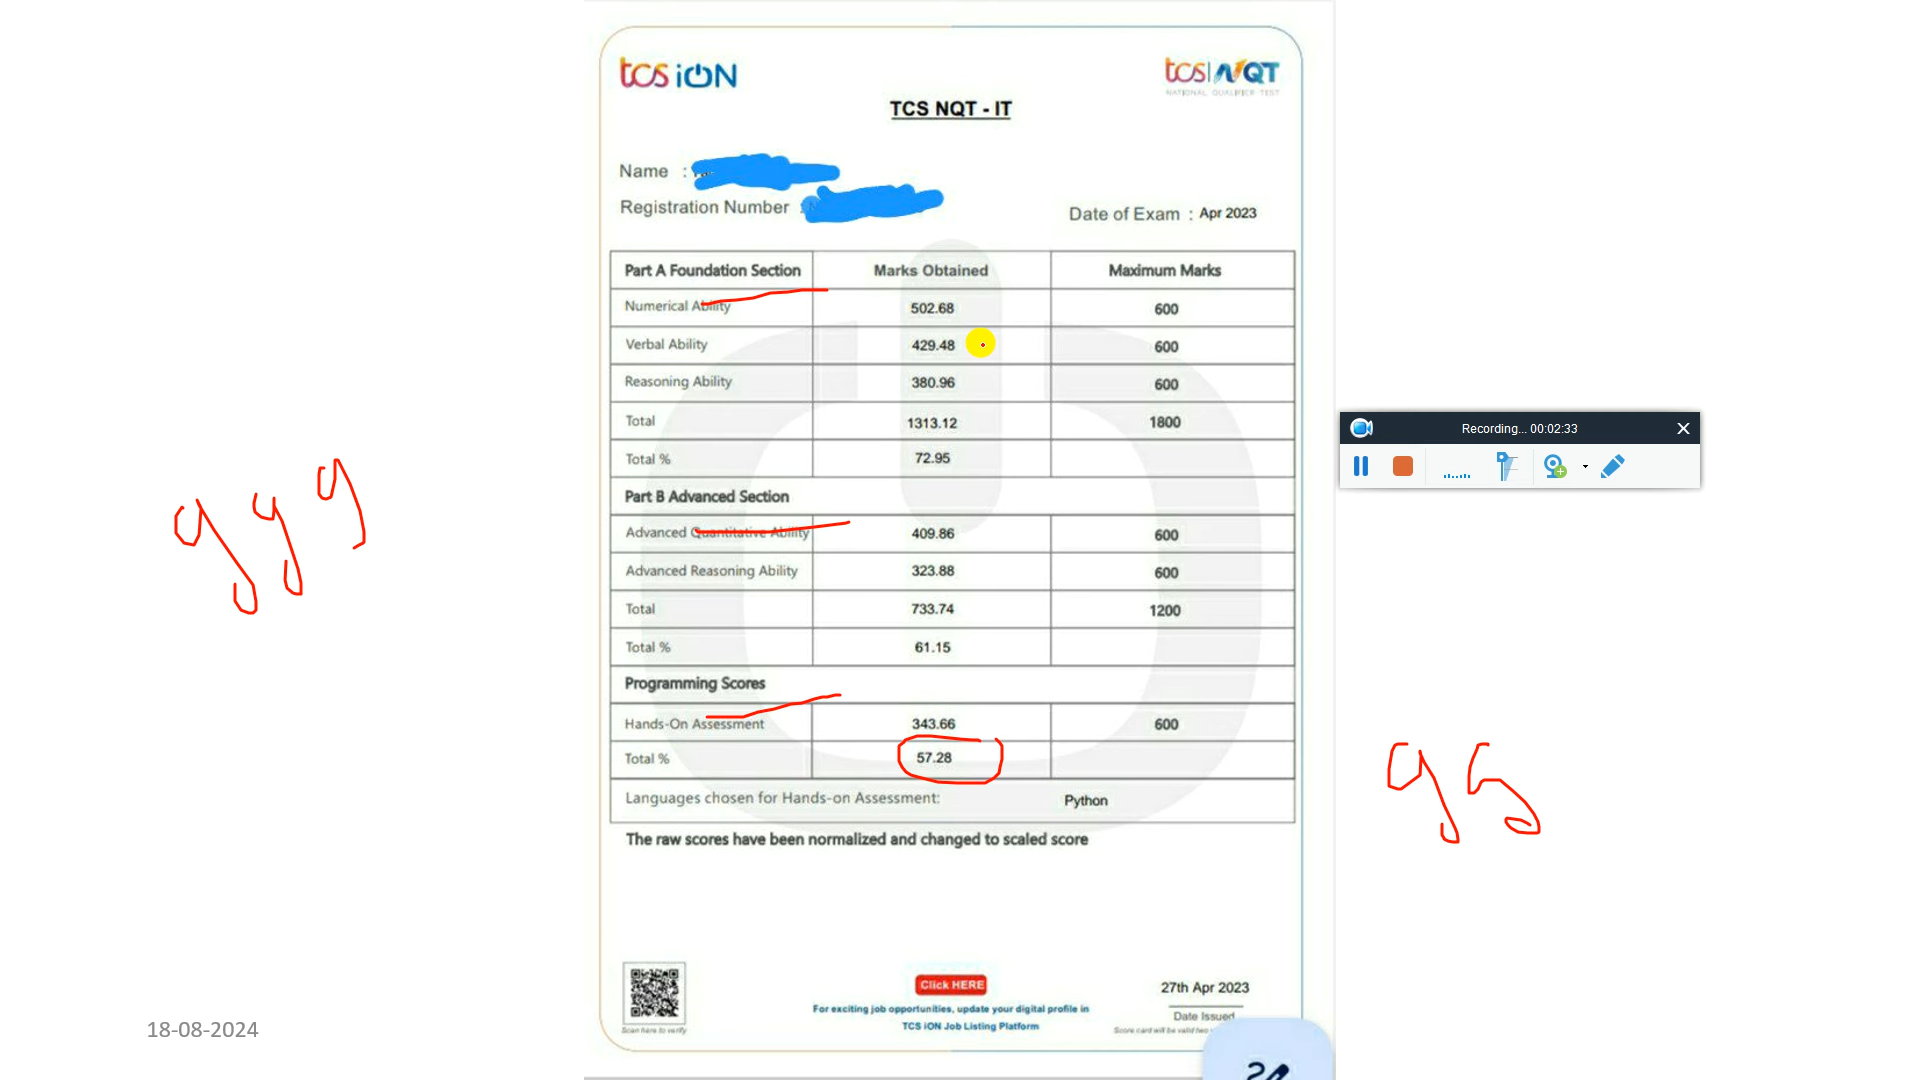 tcs iON
tcs NQT
NATIONAL QUALIFIER TEST
TCS NQT - IT
Name :
Registration Number :
Date of Exam : Apr 2023
Part A Foundation Section Marks Obtained Maximum Marks
Numerical Ability 502.68 600
Verbal Ability 429.48 600
Reasoning Ability 380.96 600
Total 1313.12 1800
Total % 72.95
Part B Advanced Section
Advanced Quantitative Ability 409.86 600
Advanced Reasoning Ability 323.88 600
Total 733.74 1200
Total % 61.15
Programming Scores
Hands-On Assessment 343.66 600
Total % 57.28
Languages chosen for Hands-on Assessment: Python
The raw scores have been normalized and changed to scaled score
Scan here to verify
Click HERE
For exciting job opportunities, update your digital profile in
TCS iON Job Listing Platform
27th Apr 2023
Date Issued
Score card will be valid two
Recording... 00:02:33
999
95
18-08-2024